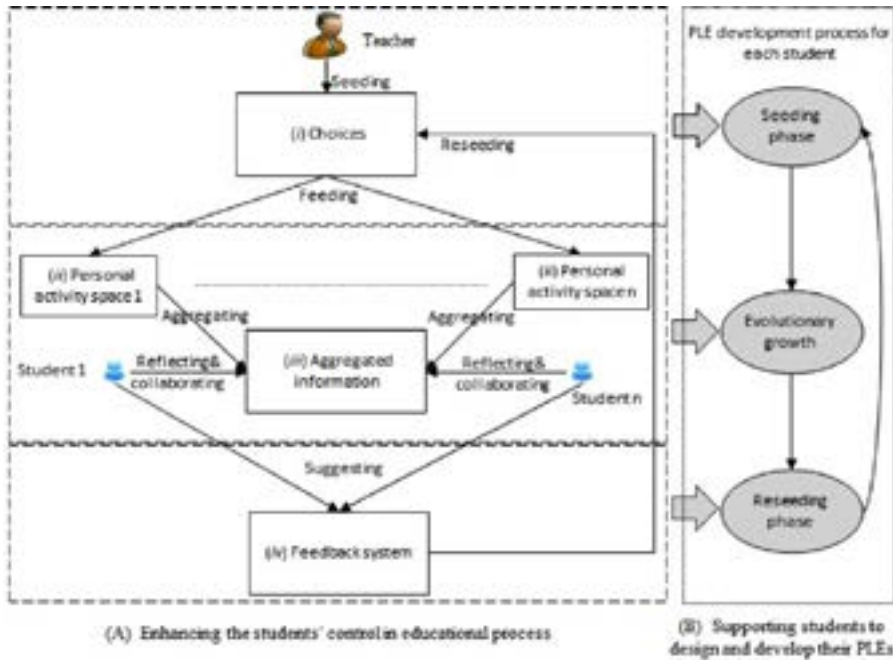 Teacher
Seeding
(i) Choices
Reseeding
Feeding
(ii) Personal
activity space 1
(ii) Personal
activity space n
Aggregating
Aggregating
(iii) Aggregated
information
Student 1
Reflecting&
collaborating
Reflecting&
collaborating
Student n
Suggesting
(iv) Feedback system
(A) Enhancing the students' control in educational process
PLE development process for
each student
Seeding
phase
Evolutionary
growth
Reseeding
phase
(B) Supporting students to
design and develop their PLEs